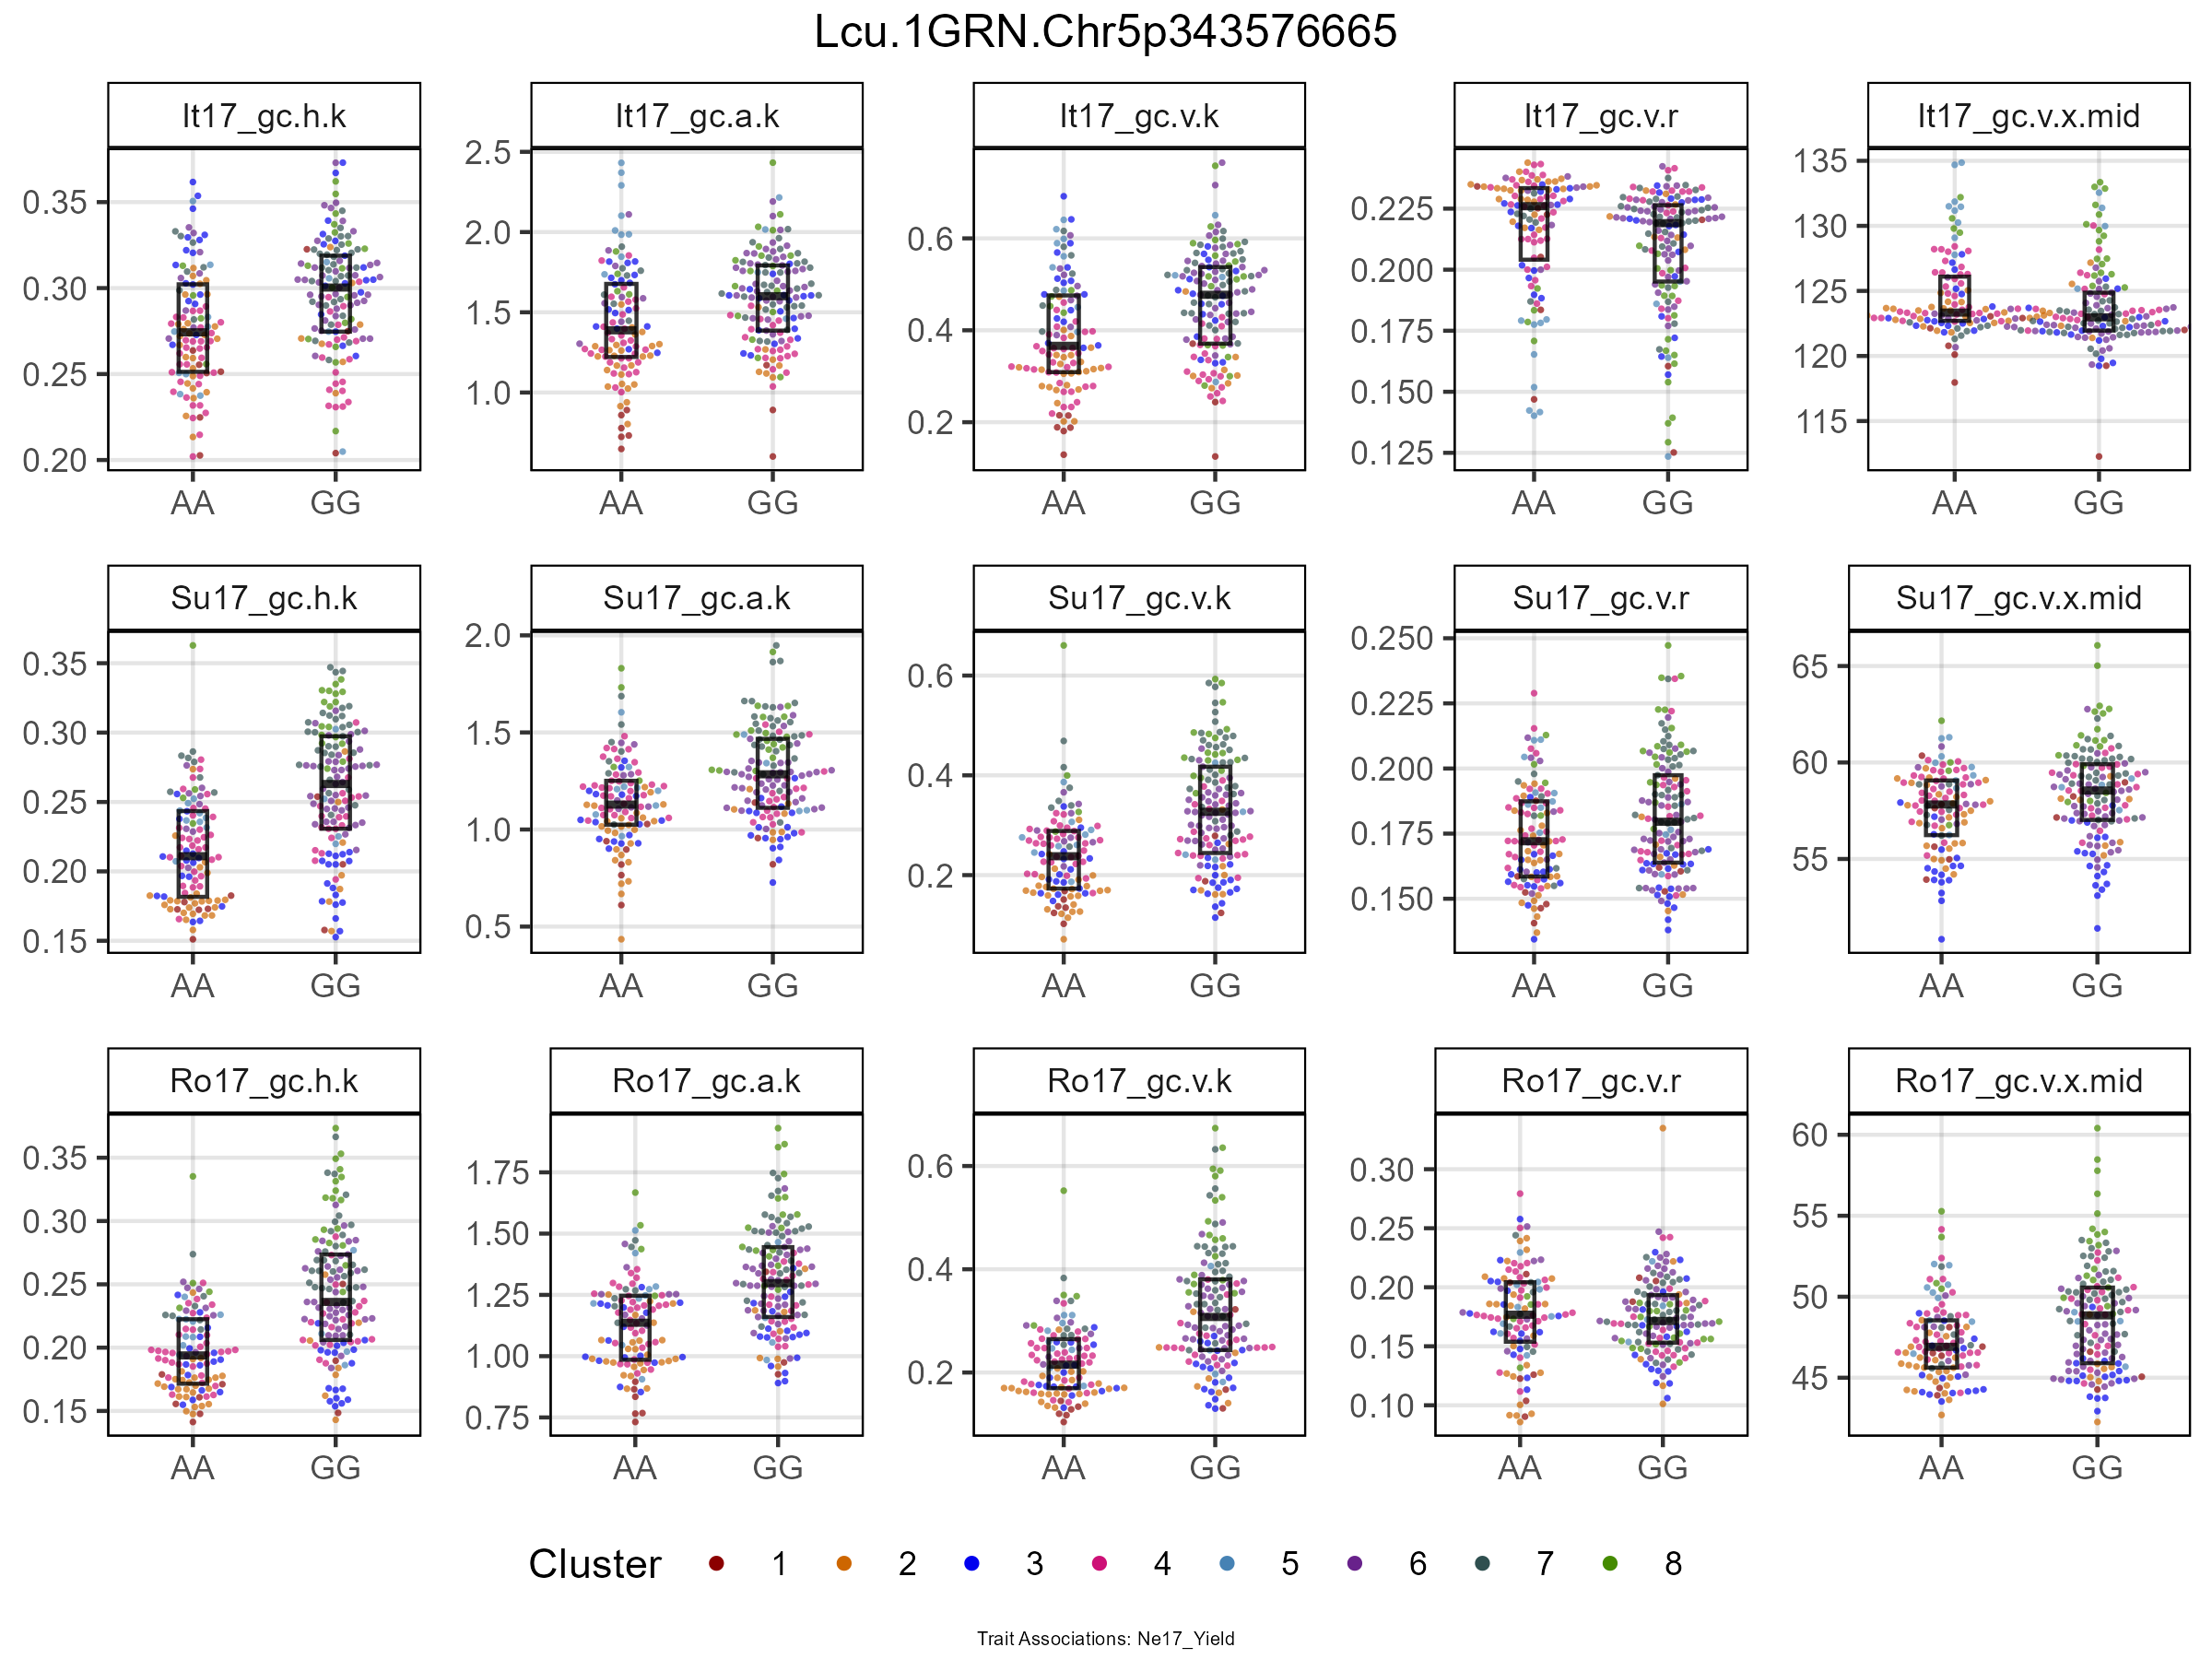 Lcu.1GRN.Chr5p343576665
It17_gc.h.k It17_gc.a.k It17_gc.v.k It17_gc.v.r It17_gc.v.x.mid
0.35 0.30 0.25 0.20 2.5 2.0 1.5 1.0 0.6 0.4 0.2 0.225 0.200 0.175 0.150 0.125 135 130 125 120 115
AA GG AA GG AA GG AA GG AA GG
Su17_gc.h.k Su17_gc.a.k Su17_gc.v.k Su17_gc.v.r Su17_gc.v.x.mid
0.35 0.30 0.25 0.20 0.15 2.0 1.5 1.0 0.5 0.6 0.4 0.2 0.250 0.225 0.200 0.175 0.150 65 60 55
AA GG AA GG AA GG AA GG AA GG
Ro17_gc.h.k Ro17_gc.a.k Ro17_gc.v.k Ro17_gc.v.r Ro17_gc.v.x.mid
0.35 0.30 0.25 0.20 0.15 1.75 1.50 1.25 1.00 0.75 0.6 0.4 0.2 0.30 0.25 0.20 0.15 0.10 60 55 50 45
AA GG AA GG AA GG AA GG AA GG
Cluster 1 2 3 4 5 6 7 8
Trait Associations: Ne17_Yield